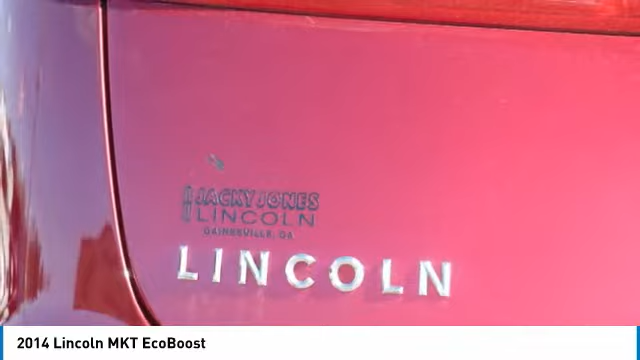 JACKY JONES
LINCOLN
GAINESVILLE, GA
LINCOLN
2014 Lincoln MKT EcoBoost